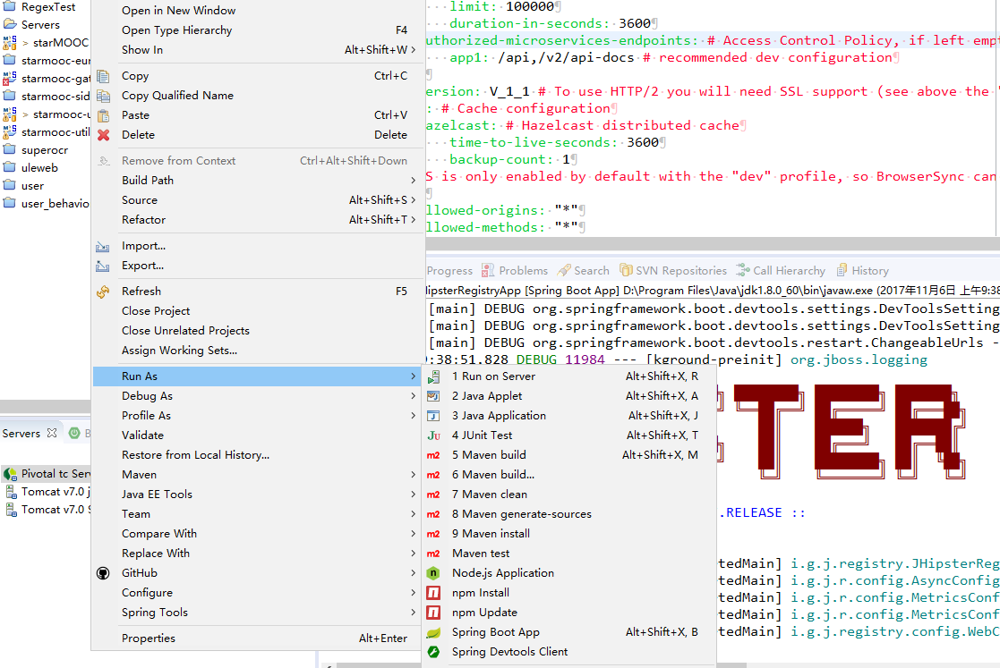 RegexTest
Servers
> starMOOC
starmooc-eur
starmooc-gat
starmooc-sid
> starmooc-u
starmooc-util
superocr
uleweb
user
user_behavio
Servers
B
Pivotal tc Serv
Tomcat v7.0 j
Tomcat v7.0 S
Open in New Window
Open Type Hierarchy F4
Show In Alt+Shift+W >
Copy Ctrl+C
Copy Qualified Name
Paste Ctrl+V
Delete Delete
Remove from Context Ctrl+Alt+Shift+Down
Build Path >
Source Alt+Shift+S >
Refactor Alt+Shift+T >
Import...
Export...
Refresh F5
Close Project
Close Unrelated Projects
Assign Working Sets...
Run As >
Debug As >
Profile As >
Validate
Restore from Local History...
Maven >
Java EE Tools >
Team >
Compare With >
Replace With >
GitHub >
Configure >
Spring Tools >
Properties Alt+Enter
1 Run on Server Alt+Shift+X, R
2 Java Applet Alt+Shift+X, A
3 Java Application Alt+Shift+X, J
4 JUnit Test Alt+Shift+X, T
5 Maven build Alt+Shift+X, M
6 Maven build...
7 Maven clean
8 Maven generate-sources
9 Maven install
Maven test
Node.js Application
npm Install
npm Update
Spring Boot App Alt+Shift+X, B
Spring Devtools Client
limit: 100000
duration-in-seconds: 3600
uthorized-microservices-endpoints: # Access Control Policy, if left empt
app1: /api,/v2/api-docs # recommended dev configuration
ersion: V_1_1 # To use HTTP/2 you will need SSL support (see above the "
: # Cache configuration
azelcast: # Hazelcast distributed cache
time-to-live-seconds: 3600
backup-count: 1
S is only enabled by default with the "dev" profile, so BrowserSync can
llowed-origins: "*"
llowed-methods: "*"
Progress Problems Search SVN Repositories Call Hierarchy History
HipsterRegistryApp [Spring Boot App] D:\Program Files\Java\jdk1.8.0_60\bin\javaw.exe (2017年11月6日 上午9:38
[main] DEBUG org.springframework.boot.devtools.settings.DevToolsSetting
[main] DEBUG org.springframework.boot.devtools.settings.DevToolsSetting
[main] DEBUG org.springframework.boot.devtools.restart.ChangeableUrls -
9:38:51.828 DEBUG 11984 --- [kground-preinit] org.jboss.logging
TER
.RELEASE ::
tedMain] i.g.j.registry.JHipsterReg
tedMain] i.g.j.r.config.AsyncConfig
tedMain] i.g.j.r.config.MetricsConf
tedMain] i.g.j.r.config.MetricsConf
tedMain] i.g.j.registry.config.WebC